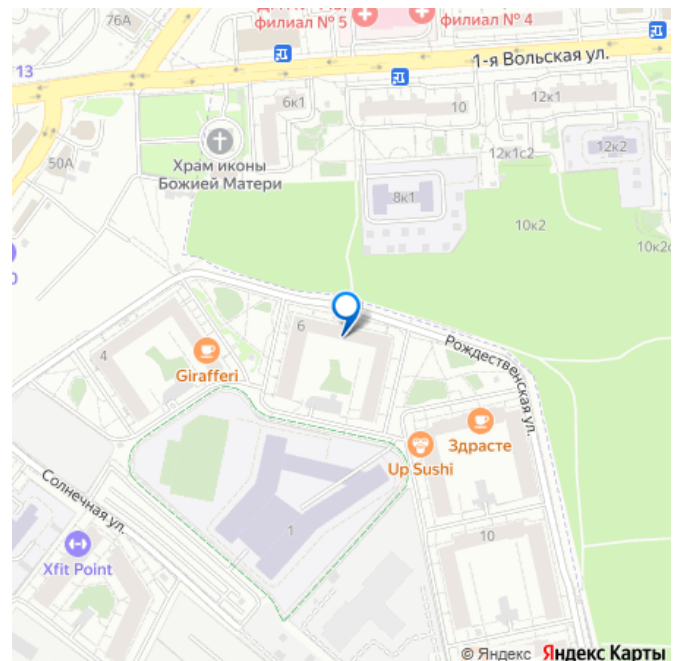 76А
филиал № 5
филиал № 4
1-я Вольская ул.
13
6к1
10
12к1
50А
Храм иконы
Божией Матери
12к1с2
12к2
8к1
10к2
6
4
Girafferi
Рождественская ул.
Здрасте
Up Sushi
Солнечная ул.
1
10
Xfit Point
© Яндекс Яндекс Карты